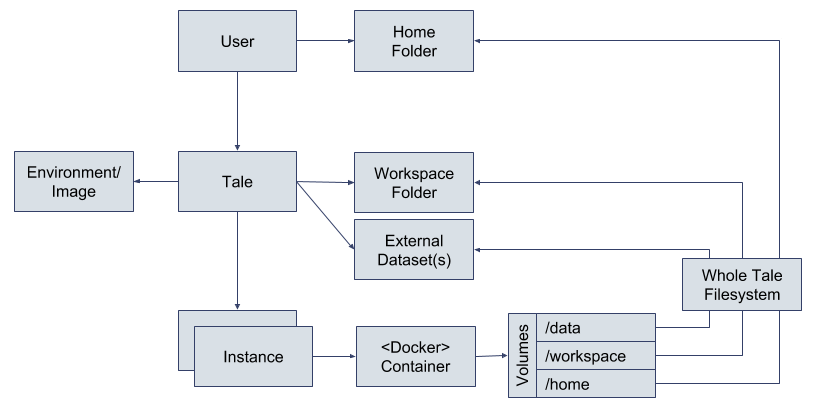 User
Home
Folder
Environment/
Image
Tale
Workspace
Folder
External
Dataset(s)
Whole Tale
Filesystem
Instance
<Docker>
Container
Volumes
/data
/workspace
/home